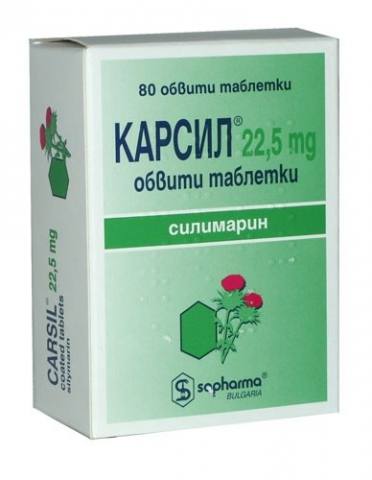 80 обвити таблетки
КАРСИЛ® 22,5 mg
обвити таблетки
силимарин
sopharma®
BULGARIA
CARSIL® 22,5 mg
coated tablets
silymarin